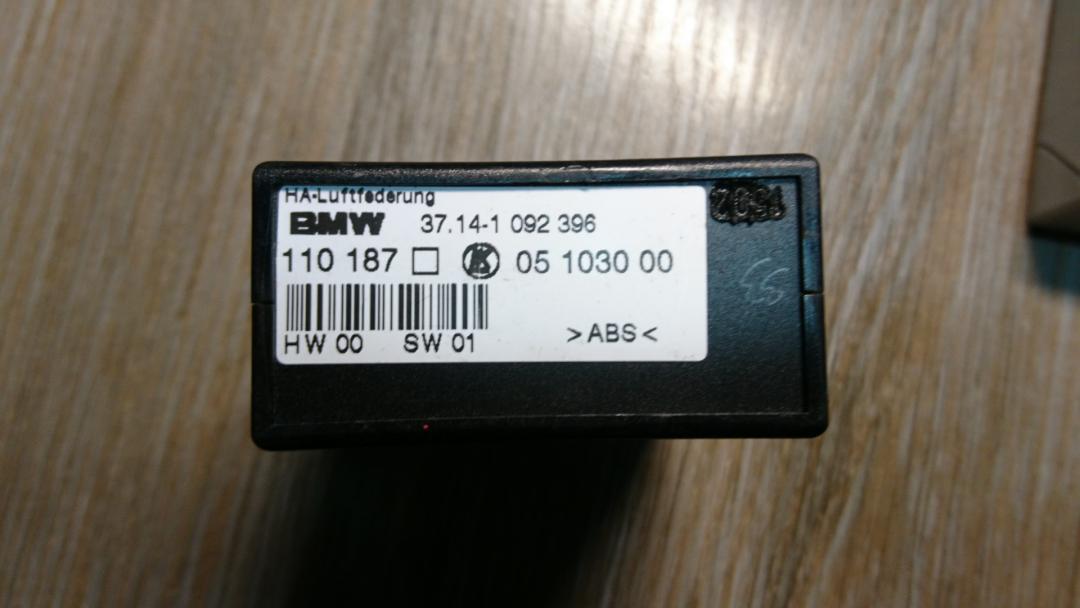 HA-Luftfederung
BMW 37.14-1 092 396
110 187 K 05 1030 00
HW 00 SW 01
>ABS<